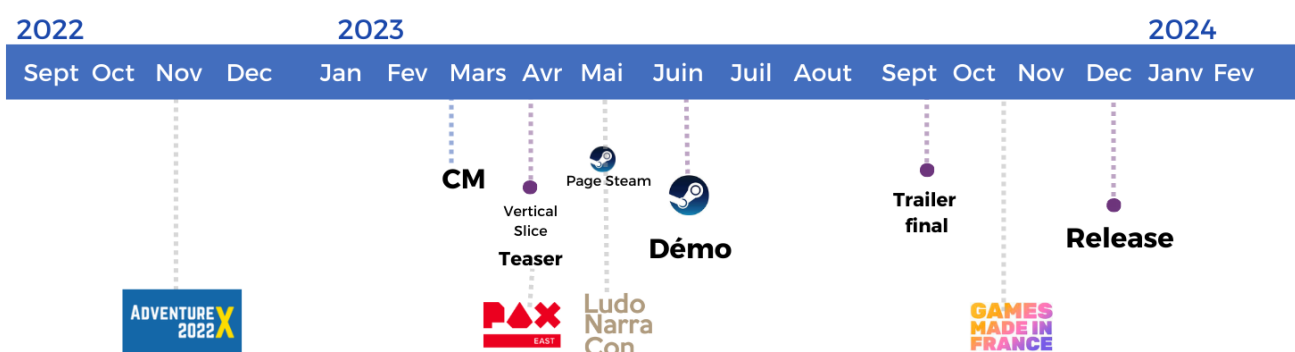 2022 2023 2024
Sept Oct Nov Dec Jan Fev Mars Avr Mai Juin Juil Aout Sept Oct Nov Dec Janv Fev
CM
Vertical
Slice
Teaser
Page Steam
Démo
Trailer
final
Release
ADVENTURE X
2022
PAX
EAST
Ludo
Narra
Con
GAMES
MADE IN
FRANCE